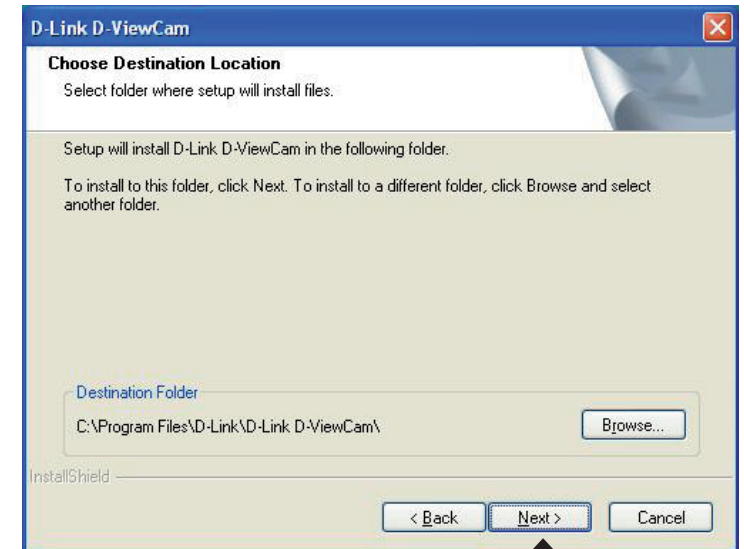 D-Link D-ViewCam
Choose Destination Location
Select folder where setup will install files.
Setup will install D-Link D-ViewCam in the following folder.
To install to this folder, click Next. To install to a different folder, click Browse and select
another folder.
Destination Folder
C:\Program Files\D-Link\D-Link D-ViewCam\
Browse...
InstallShield
< Back
Next >
Cancel